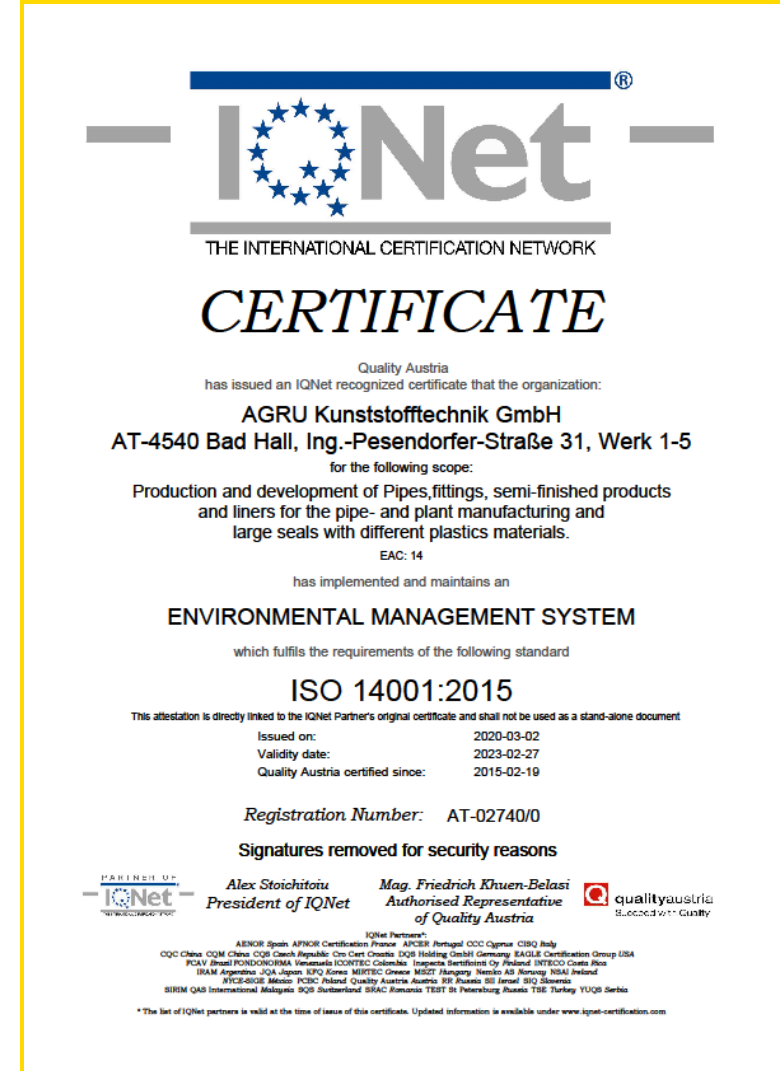 IQNet®
THE INTERNATIONAL CERTIFICATION NETWORK
CERTIFICATE
Quality Austria
has issued an IQNet recognized certificate that the organization:
AGRU Kunststofftechnik GmbH
AT-4540 Bad Hall, Ing.-Pesendorfer-Straße 31, Werk 1-5
for the following scope:
Production and development of Pipes,fittings, semi-finished products
and liners for the pipe- and plant manufacturing and
large seals with different plastics materials.
EAC: 14
has implemented and maintains an
ENVIRONMENTAL MANAGEMENT SYSTEM
which fulfils the requirements of the following standard
ISO 14001:2015
This attestation is directly linked to the IQNet Partner's original certificate and shall not be used as a stand-alone document
Issued on: 2020-03-02
Validity date: 2023-02-27
Quality Austria certified since: 2015-02-19
Registration Number: AT-02740/0
Signatures removed for security reasons
PARTNER OF
IQNet
Alex Stoichitoiu
President of IQNet
Mag. Friedrich Khuen-Belasi
Authorised Representative
of Quality Austria
qualityaustria
Succeed with Quality
IQNet Partners*:
AENOR Spain AFNOR Certification France APCER Portugal CCC Cyprus CISQ Italy
CQC China CQM China CQS Czech Republic Cro Cert Croatia DQS Holding GmbH Germany EAGLE Certification Group USA
FCAV Brazil FONDONORMA Venezuela ICONTEC Colombia Inspecta Sertifiointi Oy Finland INTECO Costa Rica
IRAM Argentina JQA Japan KFQ Korea MIRTEC Greece MSZT Hungary Nemko AS Norway NSAI Ireland
NYCE-SIGE México PCBC Poland Quality Austria Austria RR Russia SII Israel SIQ Slovenia
SIRIM QAS International Malaysia SQS Switzerland SRAC Romania TEST St Petersburg Russia TSE Turkey YUQS Serbia
* The list of IQNet partners is valid at the time of issue of this certificate. Updated information is available under www.iqnet-certification.com